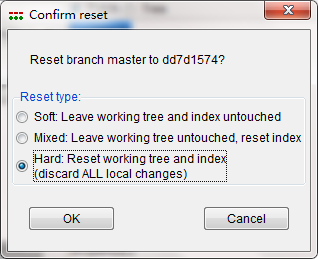 Confirm reset
Reset branch master to dd7d1574?
Reset type:
Soft: Leave working tree and index untouched
Mixed: Leave working tree untouched, reset index
Hard: Reset working tree and index
(discard ALL local changes)
OK
Cancel